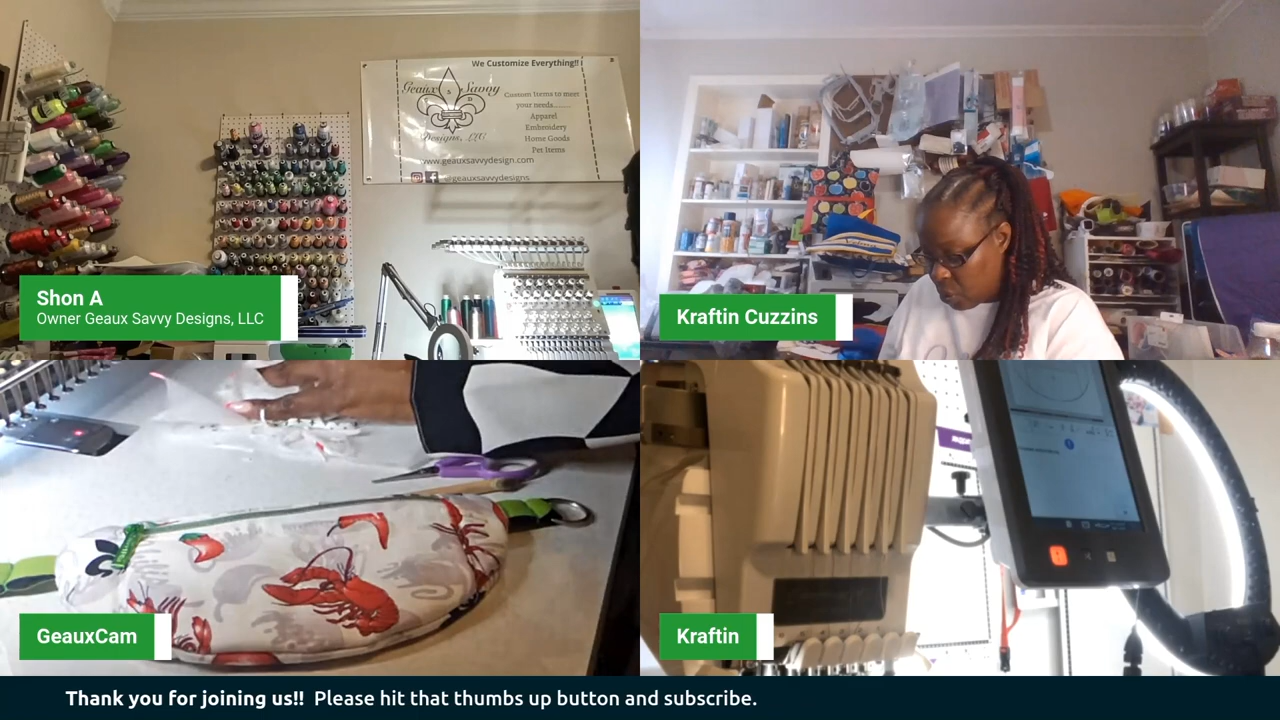 We Customize Everything!!
Geaux Savvy
S
D
Designs, LLC
Custom Items to meet
your needs..........
Apparel
Embroidery
Home Goods
Pet Items
www.geauxsavvydesign.com
@geauxsavvydesigns
Shon A
Owner Geaux Savvy Designs, LLC
Kraftin Cuzzins
GeauxCam
Kraftin
Thank you for joining us!! Please hit that thumbs up button and subscribe.